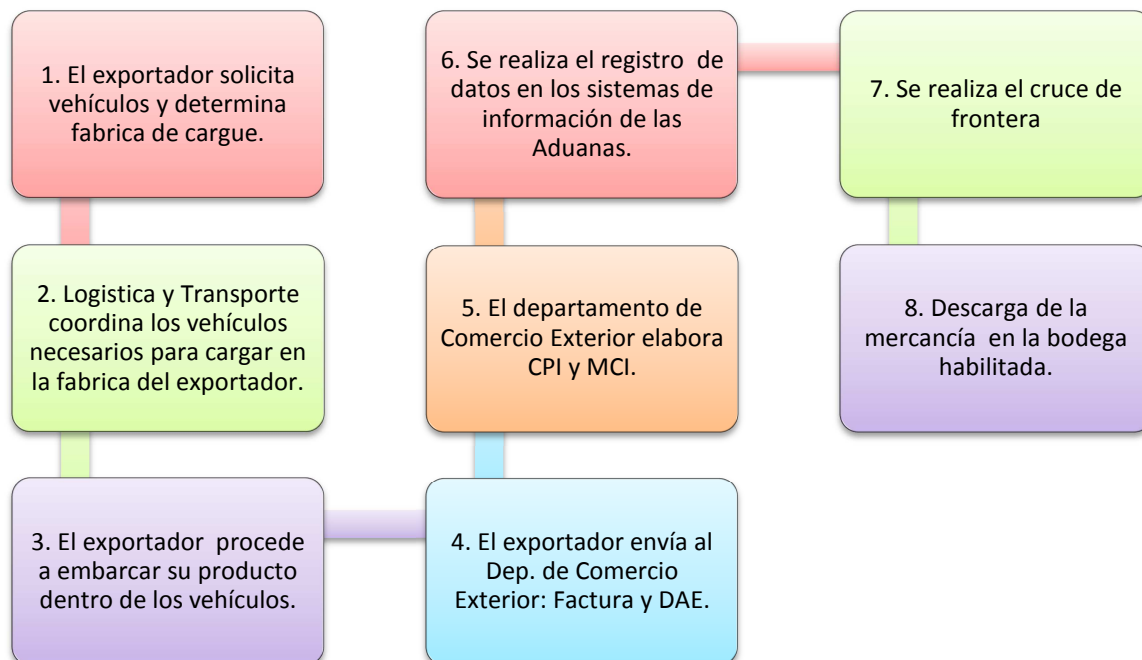 1. El exportador solicita
vehículos y determina
fabrica de cargue.
2. Logistica y Transporte
coordina los vehículos
necesarios para cargar en
la fabrica del exportador.
3. El exportador procede
a embarcar su producto
dentro de los vehículos.
4. El exportador envía al
Dep. de Comercio
Exterior: Factura y DAE.
5. El departamento de
Comercio Exterior elabora
CPI y MCI.
6. Se realiza el registro de
datos en los sistemas de
información de las
Aduanas.
7. Se realiza el cruce de
frontera
8. Descarga de la
mercancía en la bodega
habilitada.